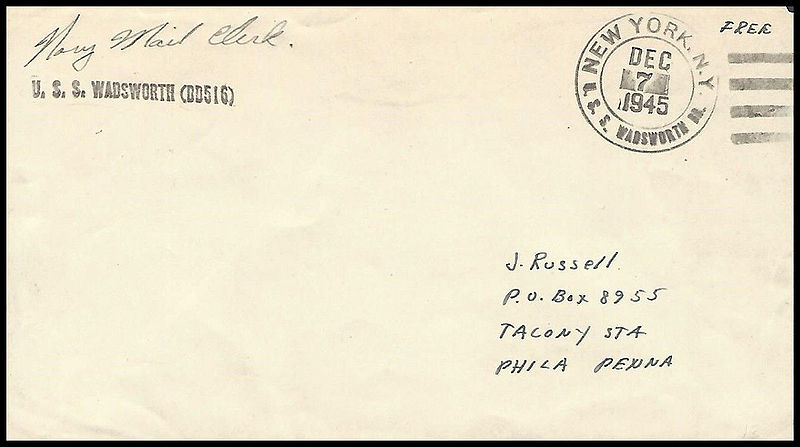 Navy Mail Clerk.
U. S. S. WADSWORTH (DD516)
NEW YORK, N.Y.
DEC
7
1945
U. S. S. WADSWORTH BR.
FREE
J. Russell
P.O. Box 8955
TACONY STA
PHILA PENNA